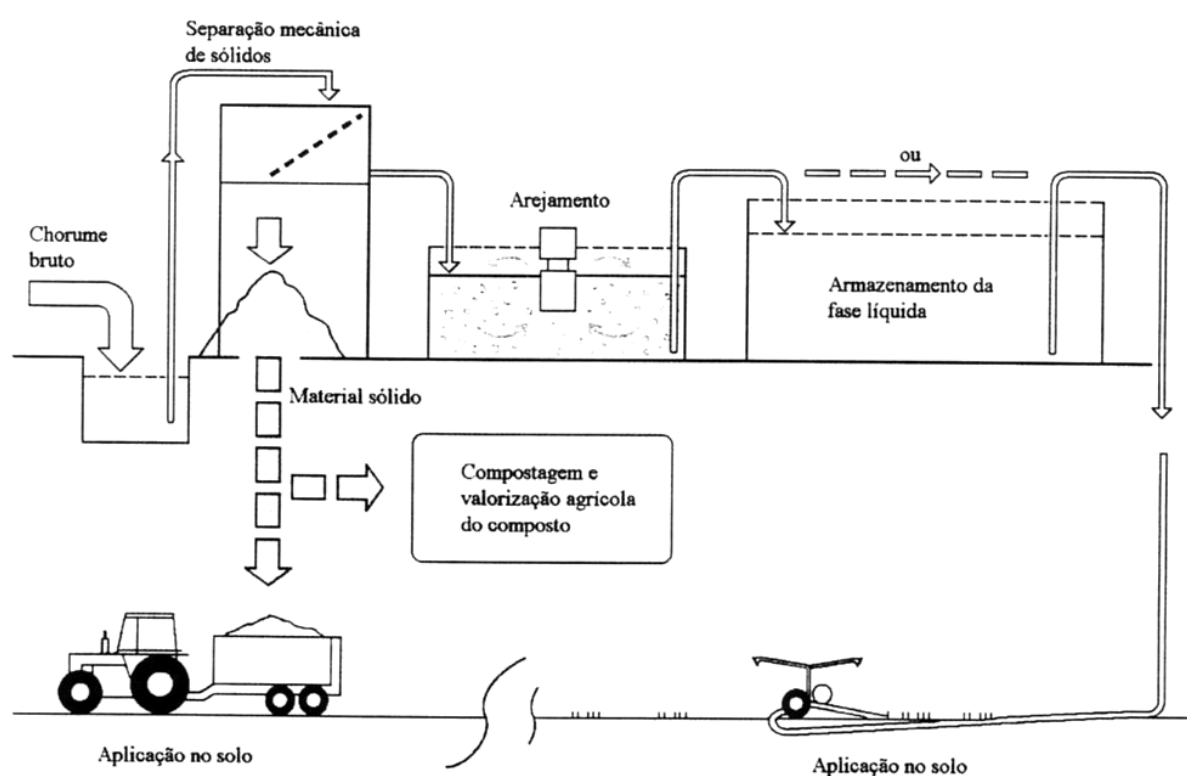 Separação mecânica
de sólidos
Chorume
bruto
Arejamento
ou
Armazenamento da
fase líquida
Material sólido
Compostagem e
valorização agrícola
do composto
Aplicação no solo
Aplicação no solo